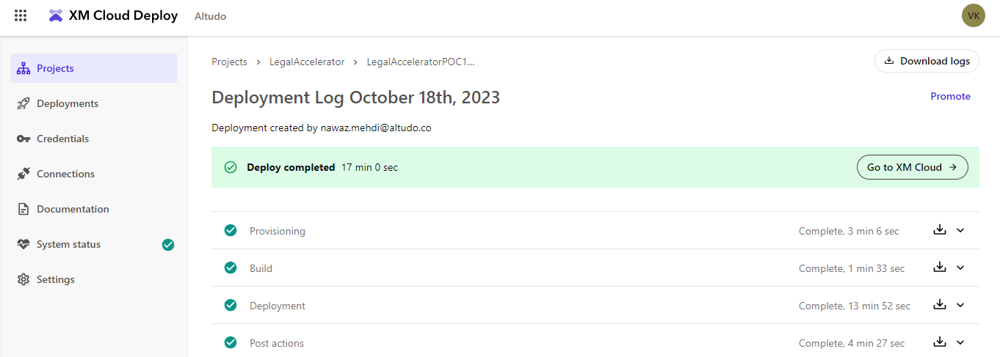 XM Cloud Deploy Altudo VK
Projects
Deployments
Credentials
Connections
Documentation
System status
Settings
Projects > LegalAccelerator > LegalAcceleratorPOC1... Download logs
Deployment Log October 18th, 2023 Promote
Deployment created by nawaz.mehdi@altudo.co
Deploy completed 17 min 0 sec Go to XM Cloud →
Provisioning Complete, 3 min 6 sec
Build Complete, 1 min 33 sec
Deployment Complete, 13 min 52 sec
Post actions Complete, 4 min 27 sec